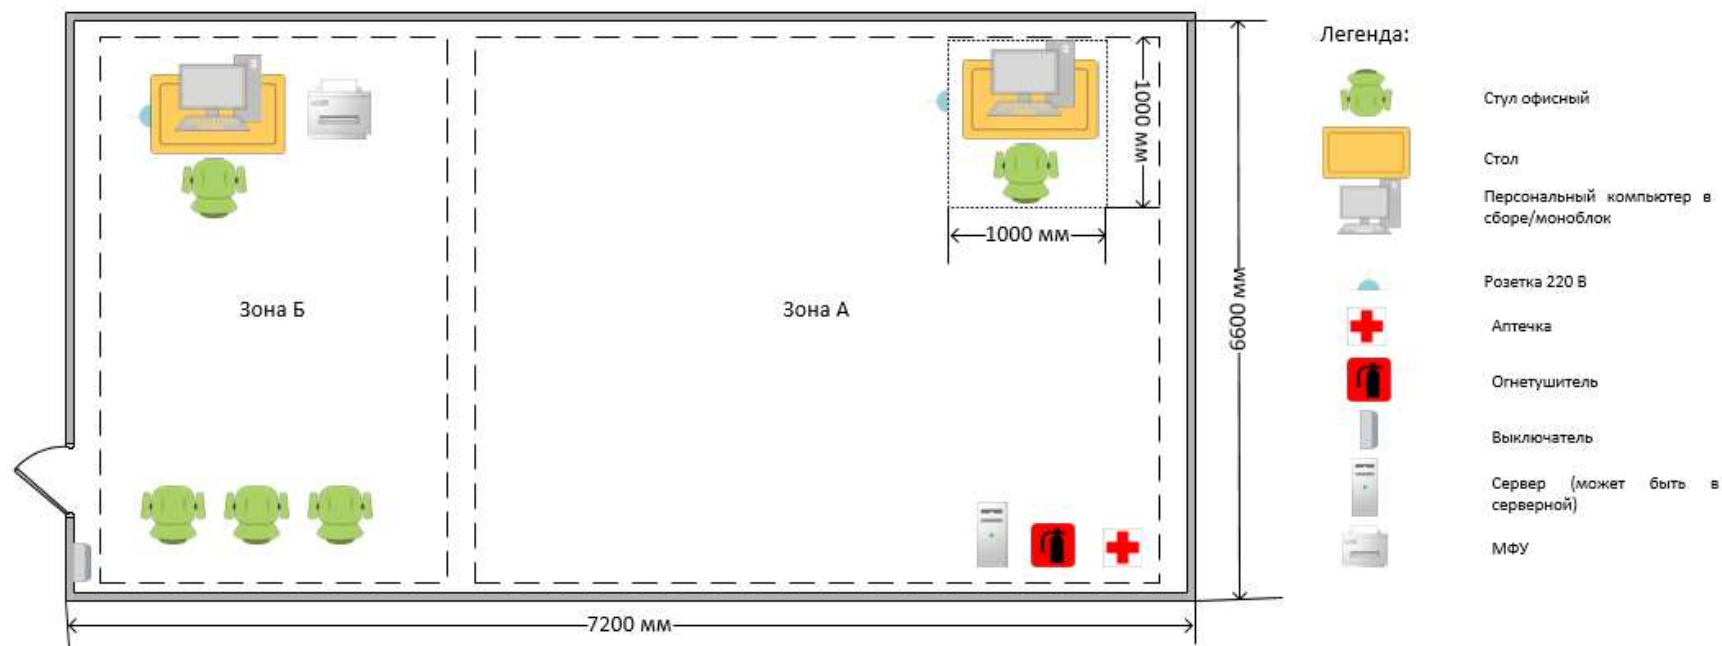 Легенда:
Стул офисный
Стол
Персональный компьютер в
сборе/моноблок
Розетка 220 В
Аптечка
Огнетушитель
Выключатель
Сервер (может быть в
серверной)
МФУ
1000 мм
1000 мм
Зона Б
Зона А
6600 мм
7200 мм